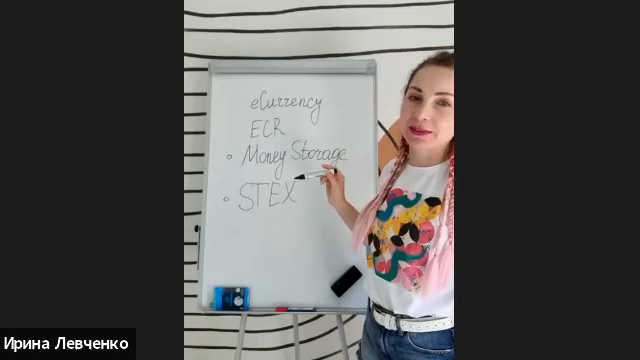 eCurrency
ECR
• Money Storage
• STEX
Ирина Левченко